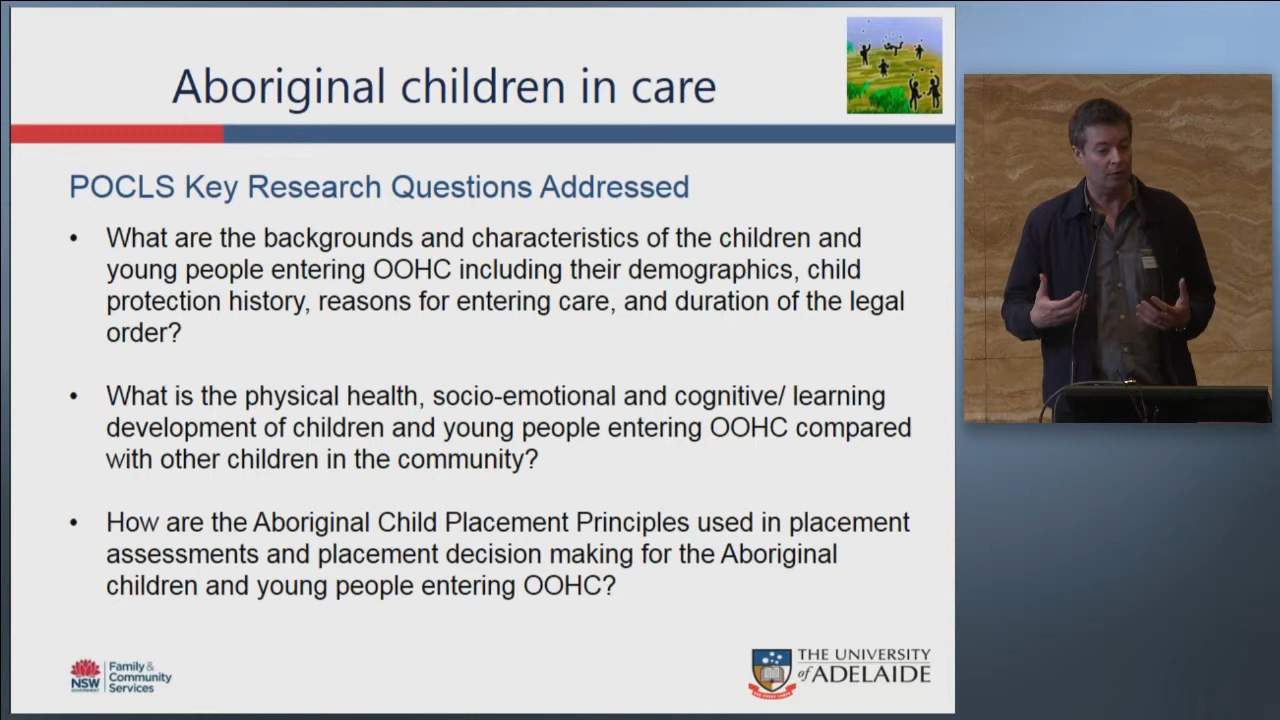 Aboriginal children in care
POCLS Key Research Questions Addressed
• What are the backgrounds and characteristics of the children and
young people entering OOHC including their demographics, child
protection history, reasons for entering care, and duration of the legal
order?
• What is the physical health, socio-emotional and cognitive/ learning
development of children and young people entering OOHC compared
with other children in the community?
• How are the Aboriginal Child Placement Principles used in placement
assessments and placement decision making for the Aboriginal
children and young people entering OOHC?
NSW
GOVERNMENT
Family &
Community
Services
THE UNIVERSITY
of ADELAIDE